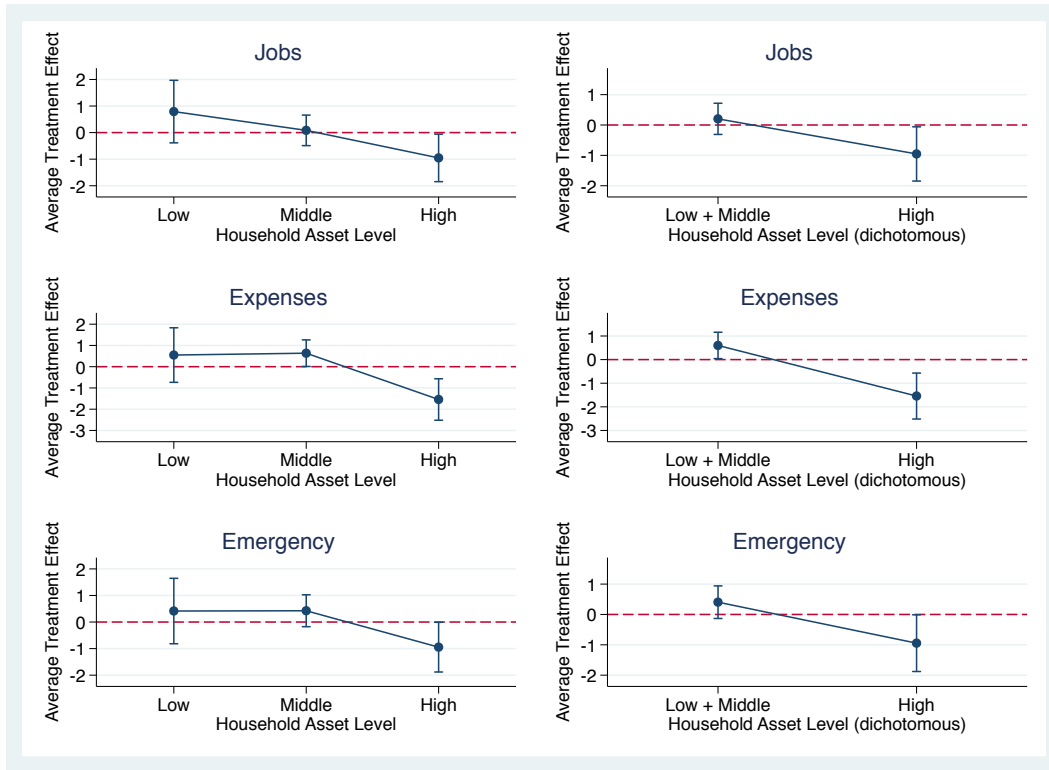 Jobs
Average Treatment Effect
2
1
0
-1
-2
Low Middle High
Household Asset Level
Jobs
Average Treatment Effect
1
0
-1
-2
Low + Middle High
Household Asset Level (dichotomous)
Expenses
Average Treatment Effect
2
1
0
-1
-2
-3
Low Middle High
Household Asset Level
Expenses
Average Treatment Effect
1
0
-1
-2
-3
Low + Middle High
Household Asset Level (dichotomous)
Emergency
Average Treatment Effect
2
1
0
-1
-2
Low Middle High
Household Asset Level
Emergency
Average Treatment Effect
1
0
-1
-2
Low + Middle High
Household Asset Level (dichotomous)